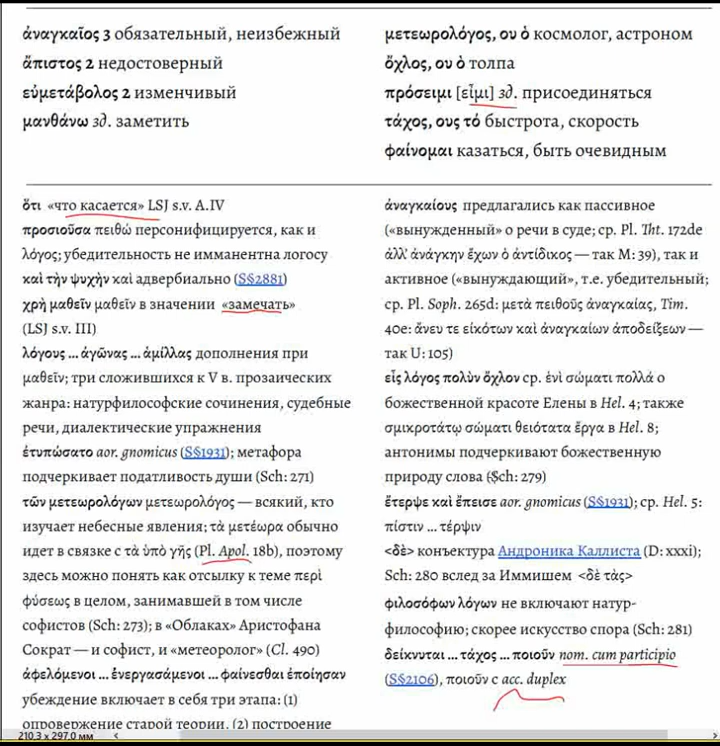 ἀναγκαῖος 3 обязательный, неизбежный
ἄπιστος 2 недостоверный
εὐμετάβολος 2 изменчивый
μανθάνω зд. заметить
μετεωρολόγος, ου ὁ космолог, астроном
ὄχλος, ου ὁ толпа
πρόσειμι [εἶμι] зд. присоединяться
τάχος, ους τό быстрота, скорость
φαίνομαι казаться, быть очевидным
ὅτι «что касается» LSJ s.v. A.IV
προσιοῦσα πειθώ персонифицируется, как и
λόγος; убедительность не имманентна логосу
καὶ τὴν ψυχὴν καὶ адвербиально (S§2881)
χρὴ μαθεῖν μαθεῖν в значении «замечать»
(LSJ s.v. III)
λόγους ... ἀγῶνας ... ἁμίλλας дополнения при
μαθεῖν; три сложившихся к V в. прозаических
жанра: натурфилософские сочинения, судебные
речи, диалектические упражнения
ἐτυπώσατο aor. gnomicus (S§1931); метафора
подчеркивает податливость души (Sch: 271)
τῶν μετεωρολόγων μετεωρολόγος — всякий, кто
изучает небесные явления; τὰ μετέωρα обычно
идет в связке с τὰ ὑπὸ γῆς (Pl. Apol. 18b), поэтому
здесь можно понять как отсылку к теме περὶ
φύσεως в целом, занимавшей в том числе
софистов (Sch: 273); в «Облаках» Аристофана
Сократ — и софист, и «метеоролог» (Cl. 490)
ἀφελόμενοι ... ἐνεργασάμενοι ... φαίνεσθαι ἐποίησαν
убеждение включает в себя три этапа: (1)
опровержение старой теории, (2) построение
ἀναγκαίους предлагались как пассивное
(«вынужденный» о речи в суде; ср. Pl. Tht. 172de
ἀλλ᾽ ἀνάγκην ἔχων ὁ ἀντίδικος — так M: 39), так и
активное («вынуждающий», т.е. убедительный;
ср. Pl. Soph. 265d: μετὰ πειθοῦς ἀναγκαίας, Tim.
40e: ἄνευ τε εἰκότων καὶ ἀναγκαίων ἀποδείξεων —
так U: 105)
εἷς λόγος πολὺν ὄχλον ср. ἑνὶ σώματι πολλά о
божественной красоте Елены в Hel. 4; также
σμικροτάτῳ σώματι θειότατα ἔργα в Hel. 8;
антонимы подчеркивают божественную
природу слова (Sch: 279)
ἔτερψε καὶ ἔπεισε aor. gnomicus (S§1931); ср. Hel. 5:
πίστιν ... τέρψιν
<δὲ> конъектура Андроника Каллиста (D: xxxi);
Sch: 280 вслед за Иммишем <δὲ τὰς>
φιλοσόφων λόγων не включают натур-
философию; скорее искусство спора (Sch: 281)
δείκνυται ... τάχος ... ποιοῦν nom. cum participio
(S§2106), ποιοῦν с acc. duplex
210,3 x 297,0 мм